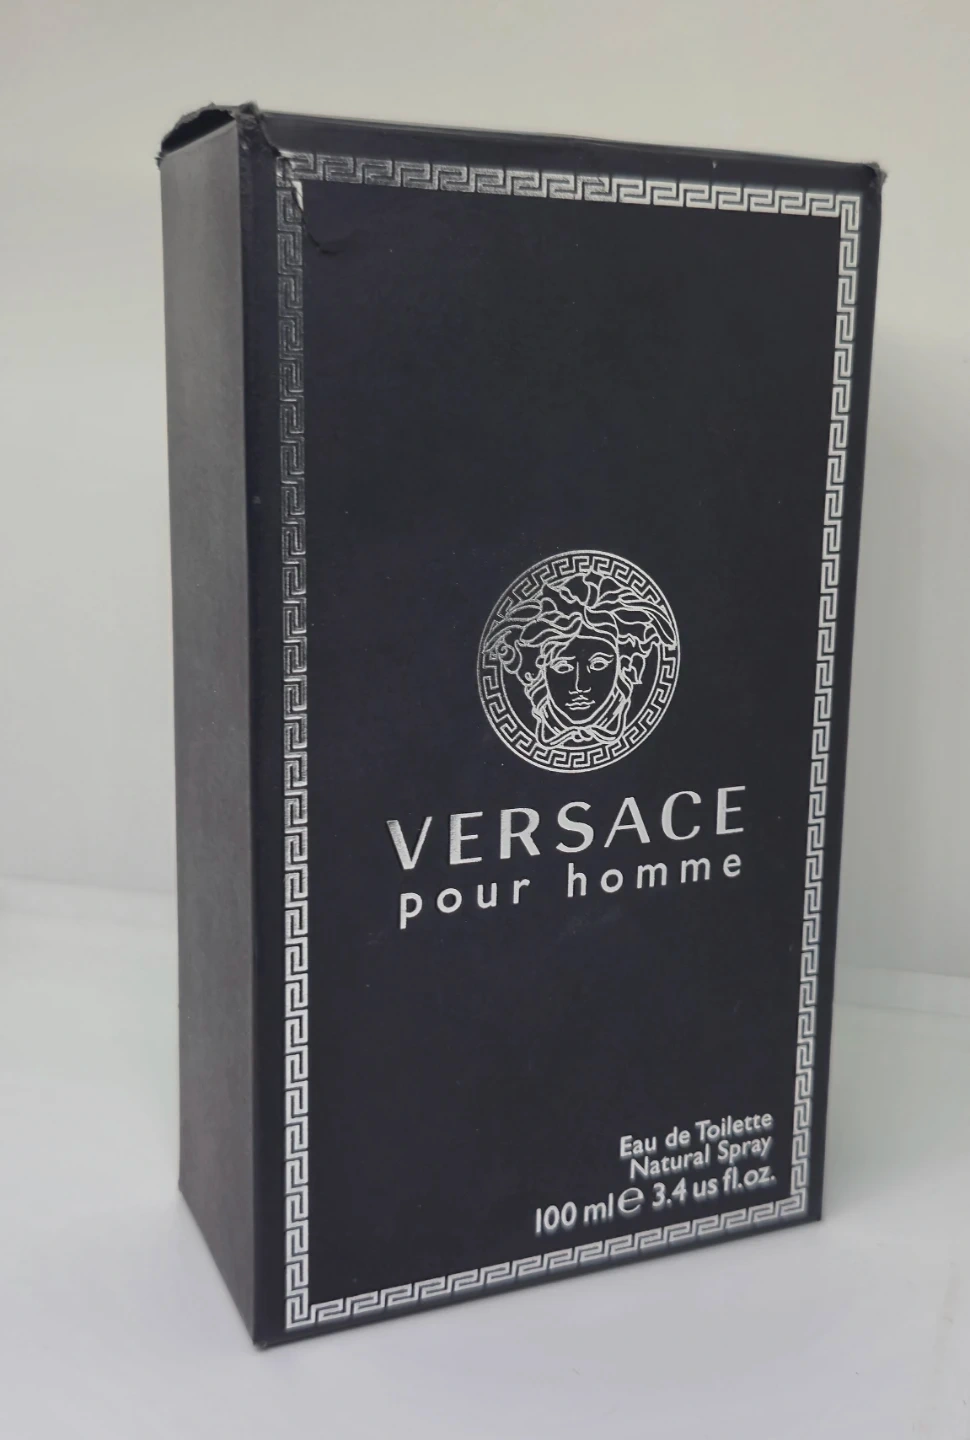 VERSACE
pour homme
Eau de Toilette
Natural Spray
100 ml ℮ 3.4 us fl.oz.